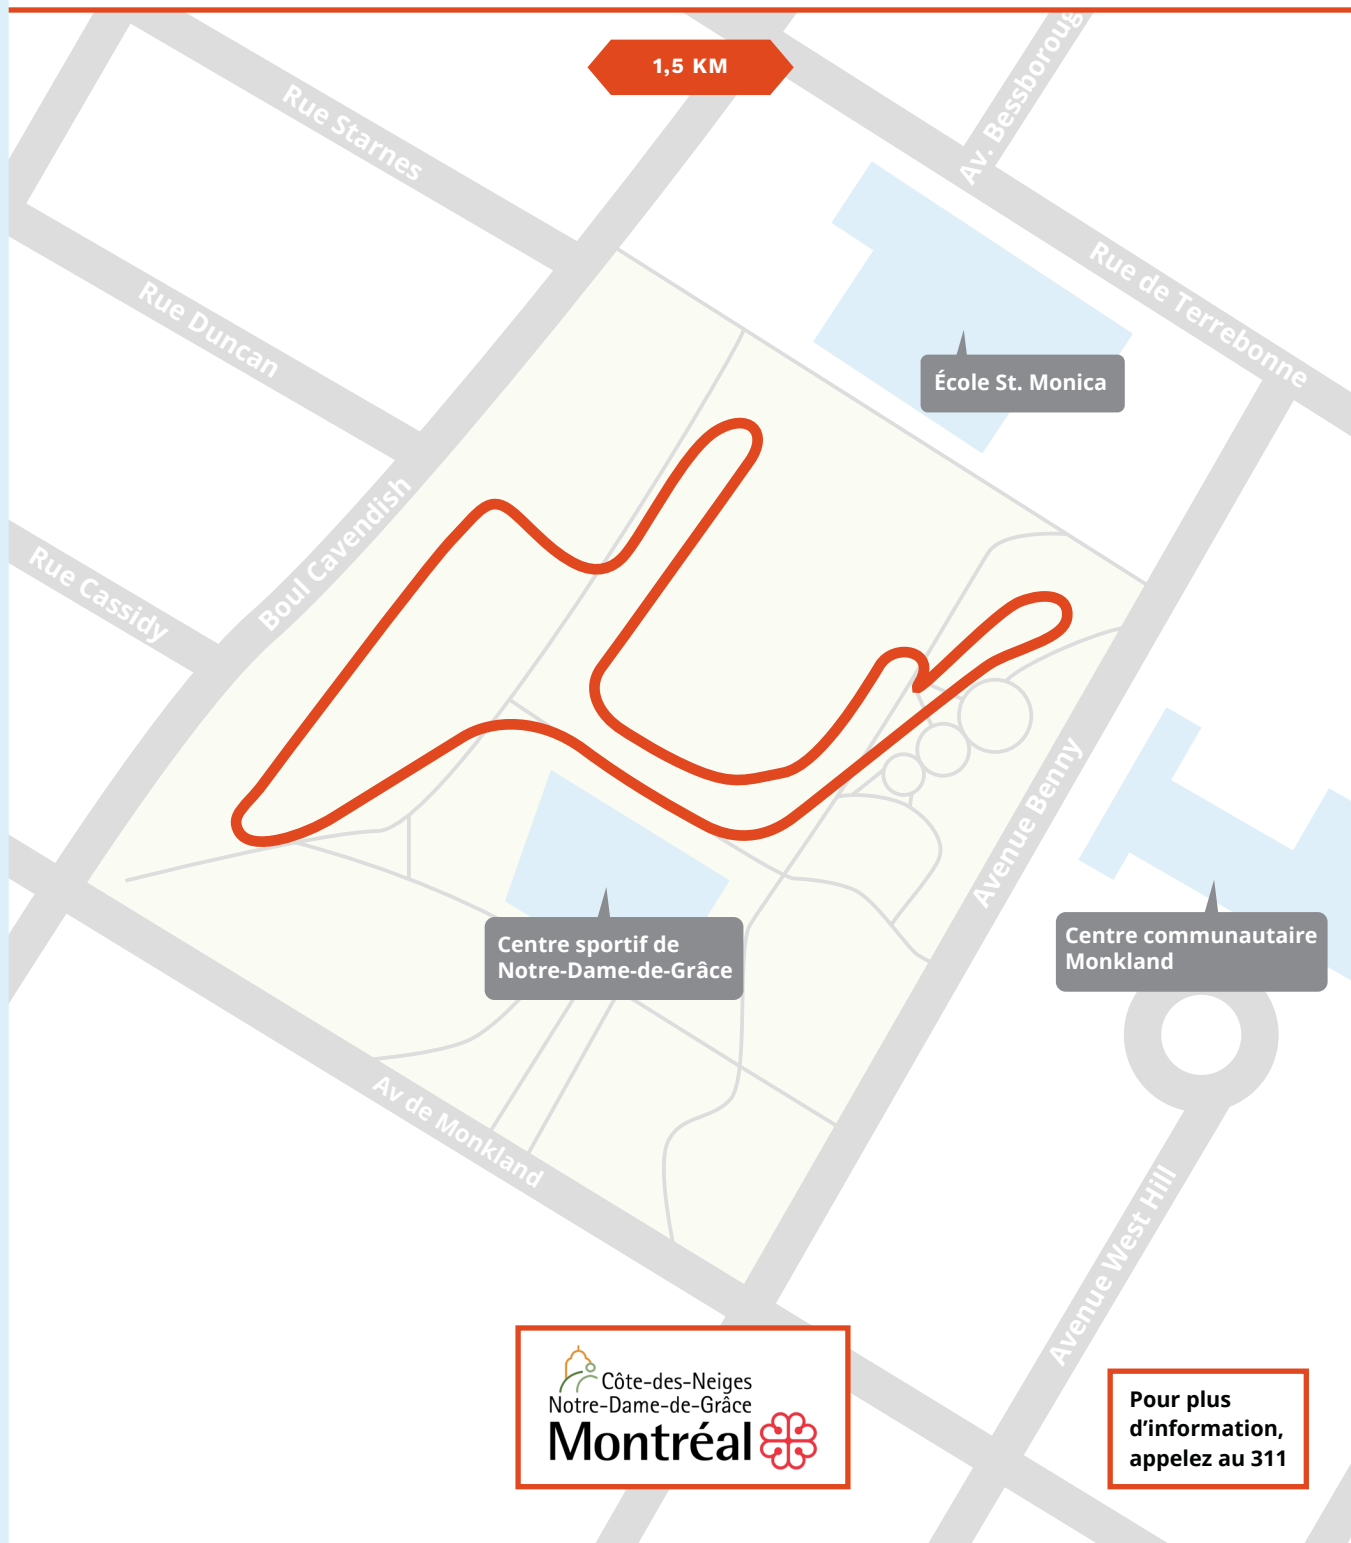 1,5 KM
Av. Bessboroug
Rue Starnes
Rue de Terrebonne
Rue Duncan
École St. Monica
Boul Cavendish
Rue Cassidy
Avenue Benny
Centre sportif de
Notre-Dame-de-Grâce
Centre communautaire
Monkland
Av de Monkland
Avenue West Hill
Côte-des-Neiges
Notre-Dame-de-Grâce
Montréal
Pour plus
d’information,
appelez au 311